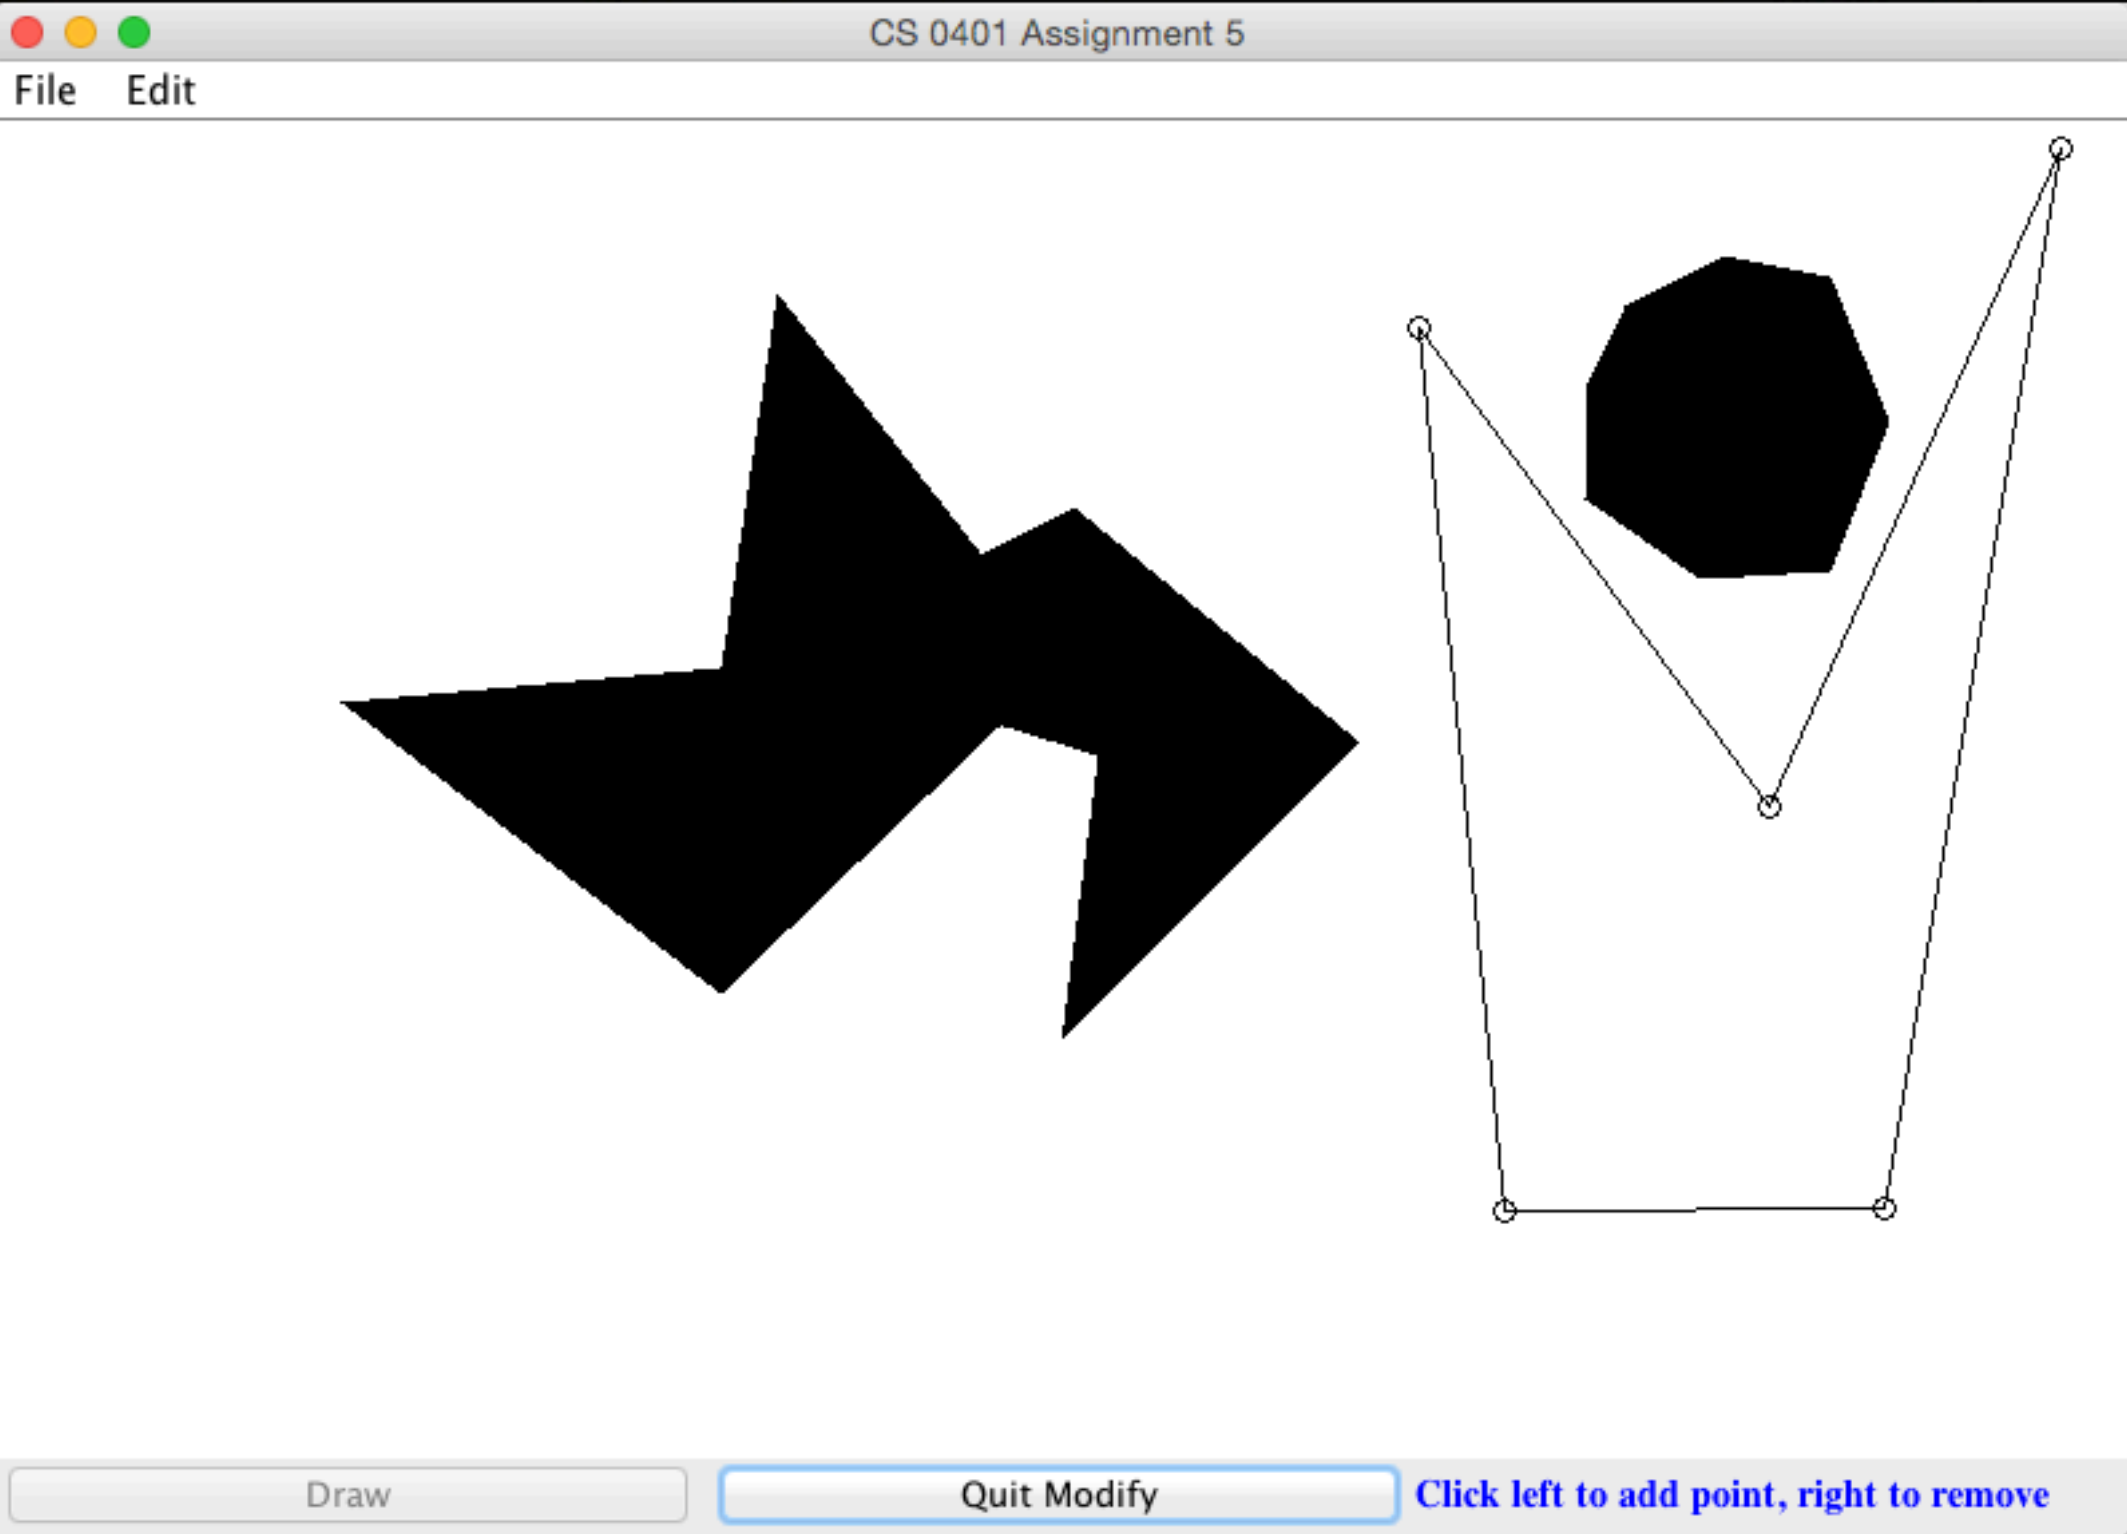 CS 0401 Assignment 5
File Edit
Draw Quit Modify Click left to add point, right to remove